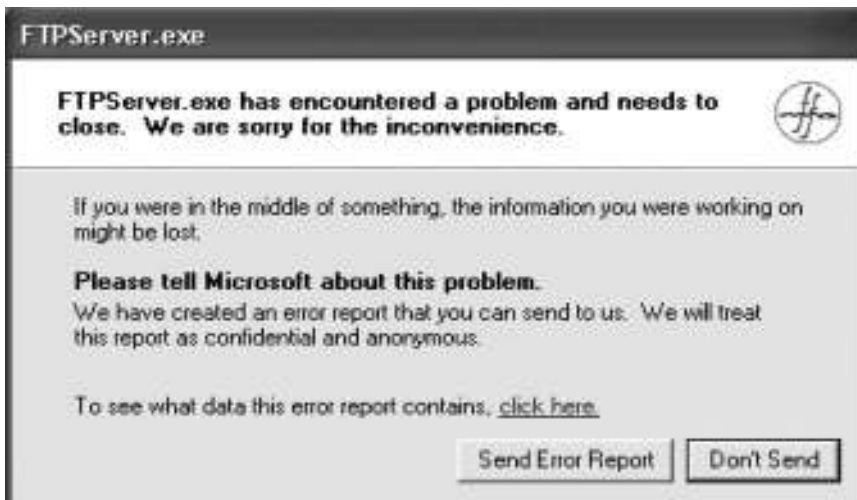 FTPServer.exe
FTPServer.exe has encountered a problem and needs to
close. We are sorry for the inconvenience.
If you were in the middle of something, the information you were working on
might be lost.
Please tell Microsoft about this problem.
We have created an error report that you can send to us. We will treat
this report as confidential and anonymous.
To see what data this error report contains, click here.
Send Error Report Don't Send